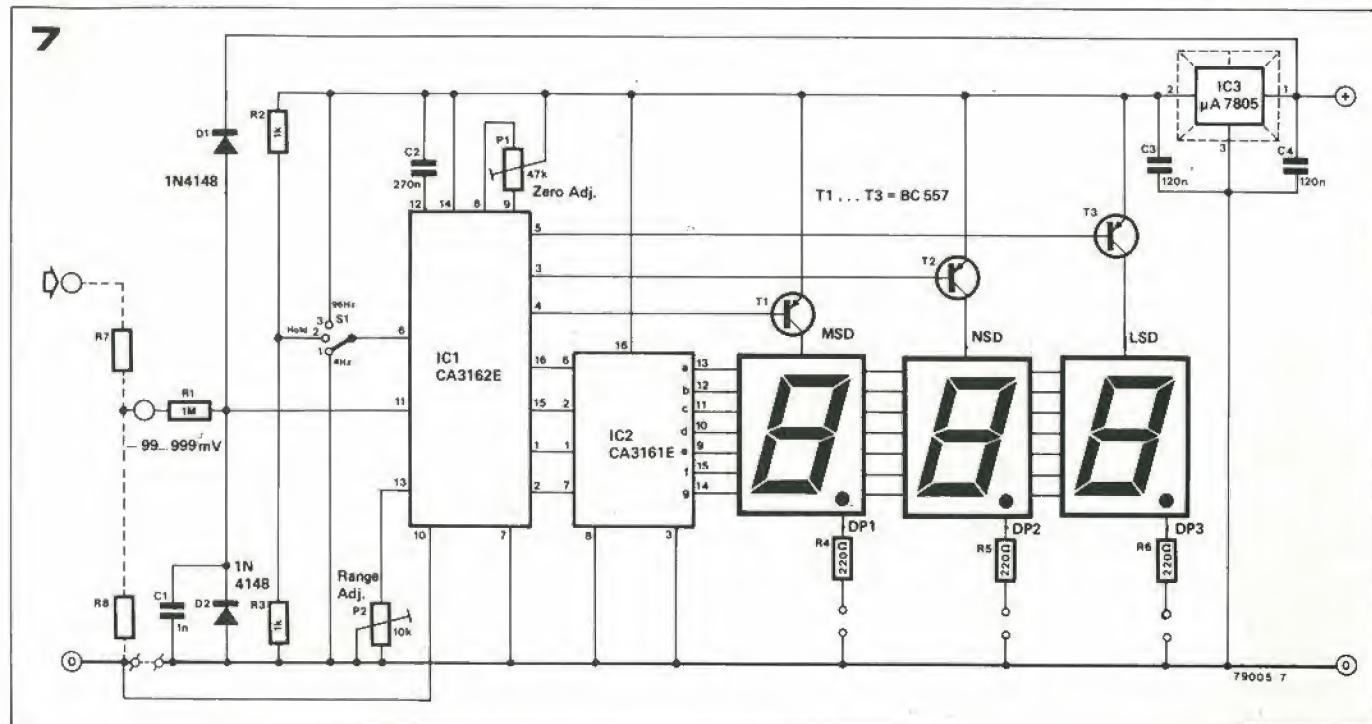 7
IC3
µA 7805
2
1
3
+
D1
1N4148
R2
1k
C2
270n
P1
47k
Zero Adj.
C3
120n
C4
120n
T1 . . . T3 = BC 557
12
14
8
9
5
3
4
T3
T2
T1
MSD
NSD
LSD
96Hz
3
S1
Hold
2
1
4Hz
6
IC1
CA3162E
R7
R1
1M
– 99...999 mV
11
16
15
1
2
6
2
1
7
16
IC2
CA3161E
a
13
b
12
c
11
d
10
e
9
f
15
g
14
13
10
7
8
3
DP1
DP2
DP3
R4
220Ω
R5
220Ω
R6
220Ω
R8
C1
1n
1N
4148
D2
R3
1k
Range
Adj.
P2
10k
0
0
79005 7